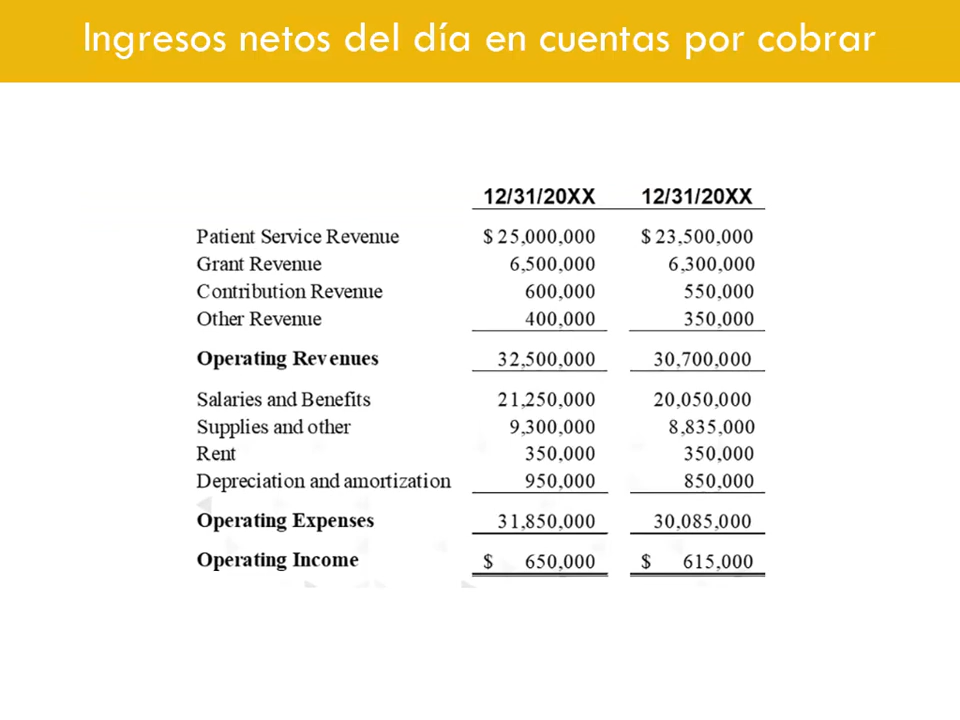 Ingresos netos del día en cuentas por cobrar
12/31/20XX 12/31/20XX
Patient Service Revenue $ 25,000,000 $ 23,500,000
Grant Revenue 6,500,000 6,300,000
Contribution Revenue 600,000 550,000
Other Revenue 400,000 350,000
Operating Revenues 32,500,000 30,700,000
Salaries and Benefits 21,250,000 20,050,000
Supplies and other 9,300,000 8,835,000
Rent 350,000 350,000
Depreciation and amortization 950,000 850,000
Operating Expenses 31,850,000 30,085,000
Operating Income $ 650,000 $ 615,000